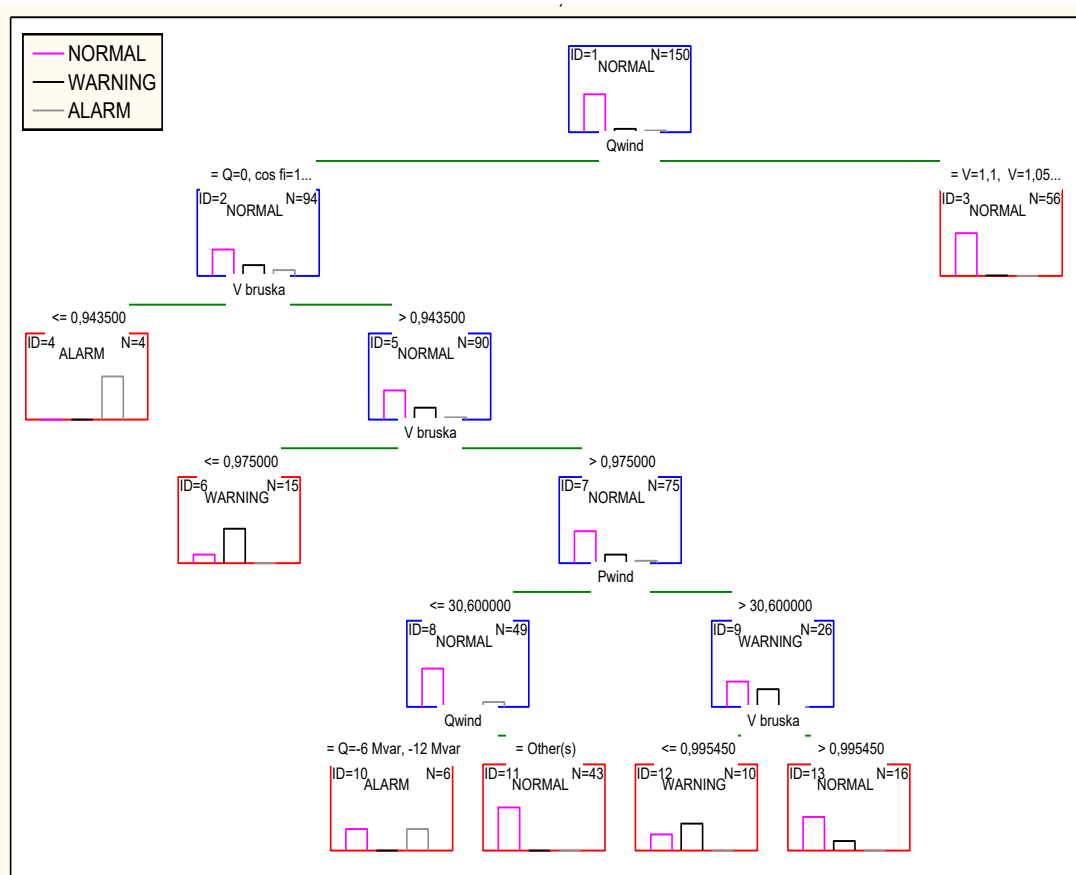 NORMAL
WARNING
ALARM
ID=1 N=150
NORMAL
Qwind
= Q=0, cos fi=1...
= V=1,1, V=1,05...
ID=2 N=94
NORMAL
V bruska
ID=3 N=56
NORMAL
<= 0,943500
> 0,943500
ID=4 N=4
ALARM
ID=5 N=90
NORMAL
V bruska
<= 0,975000
> 0,975000
ID=6 N=15
WARNING
ID=7 N=75
NORMAL
Pwind
<= 30,600000
> 30,600000
ID=8 N=49
NORMAL
Qwind
ID=9 N=26
WARNING
V bruska
= Q=-6 Mvar, -12 Mvar
= Other(s)
<= 0,995450
> 0,995450
ID=10 N=6
ALARM
ID=11 N=43
NORMAL
ID=12 N=10
WARNING
ID=13 N=16
NORMAL